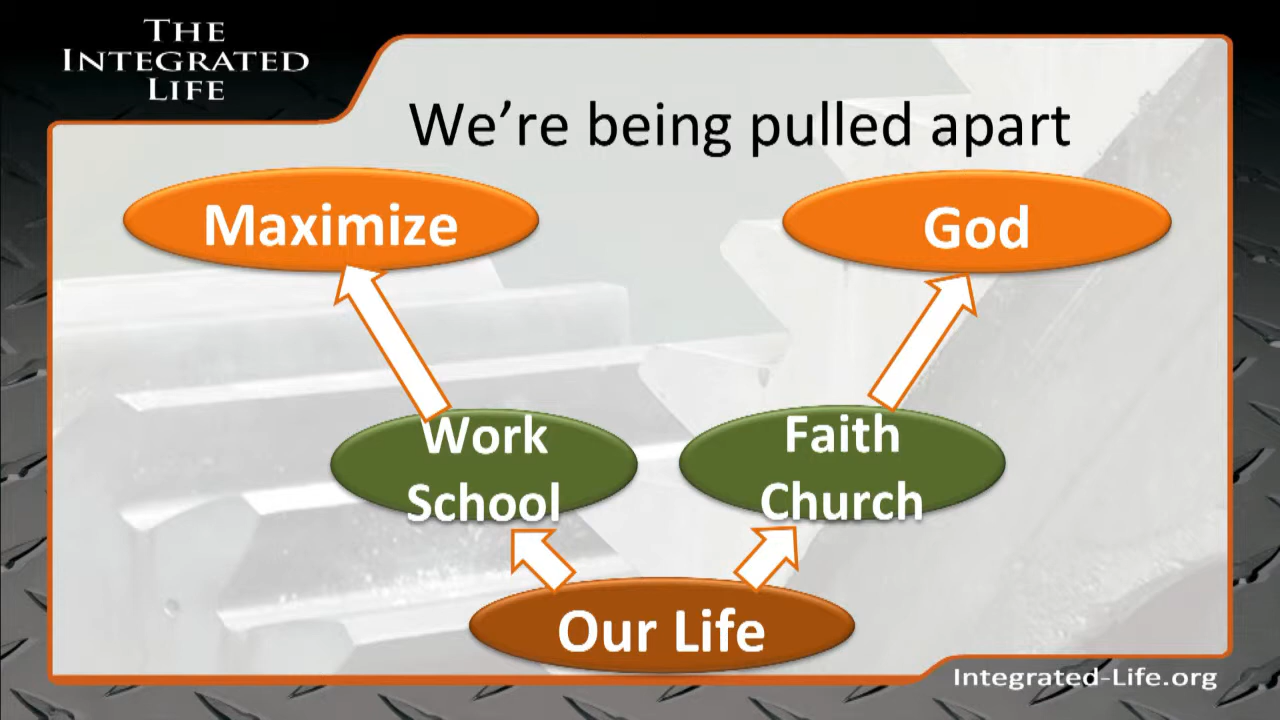 THE
INTEGRATED
LIFE
We're being pulled apart
Maximize
God
Work
School
Faith
Church
Our Life
Integrated-Life.org